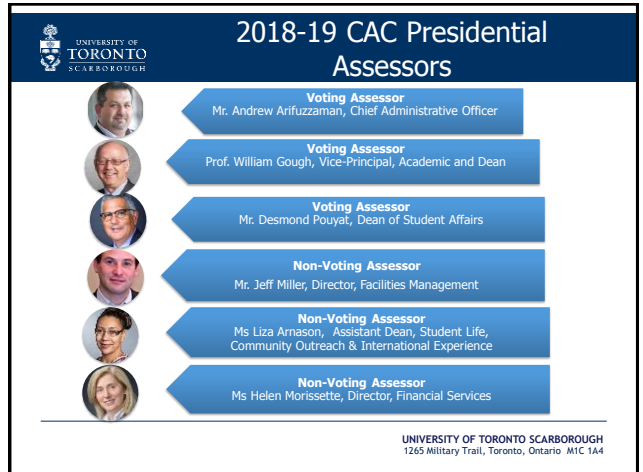 UNIVERSITY OF
TORONTO
SCARBOROUGH
2018-19 CAC Presidential
Assessors
Voting Assessor
Mr. Andrew Arifuzzaman, Chief Administrative Officer
Voting Assessor
Prof. William Gough, Vice-Principal, Academic and Dean
Voting Assessor
Mr. Desmond Pouyat, Dean of Student Affairs
Non-Voting Assessor
Mr. Jeff Miller, Director, Facilities Management
Non-Voting Assessor
Ms Liza Arnason, Assistant Dean, Student Life,
Community Outreach & International Experience
Non-Voting Assessor
Ms Helen Morissette, Director, Financial Services
UNIVERSITY OF TORONTO SCARBOROUGH
1265 Military Trail, Toronto, Ontario M1C 1A4